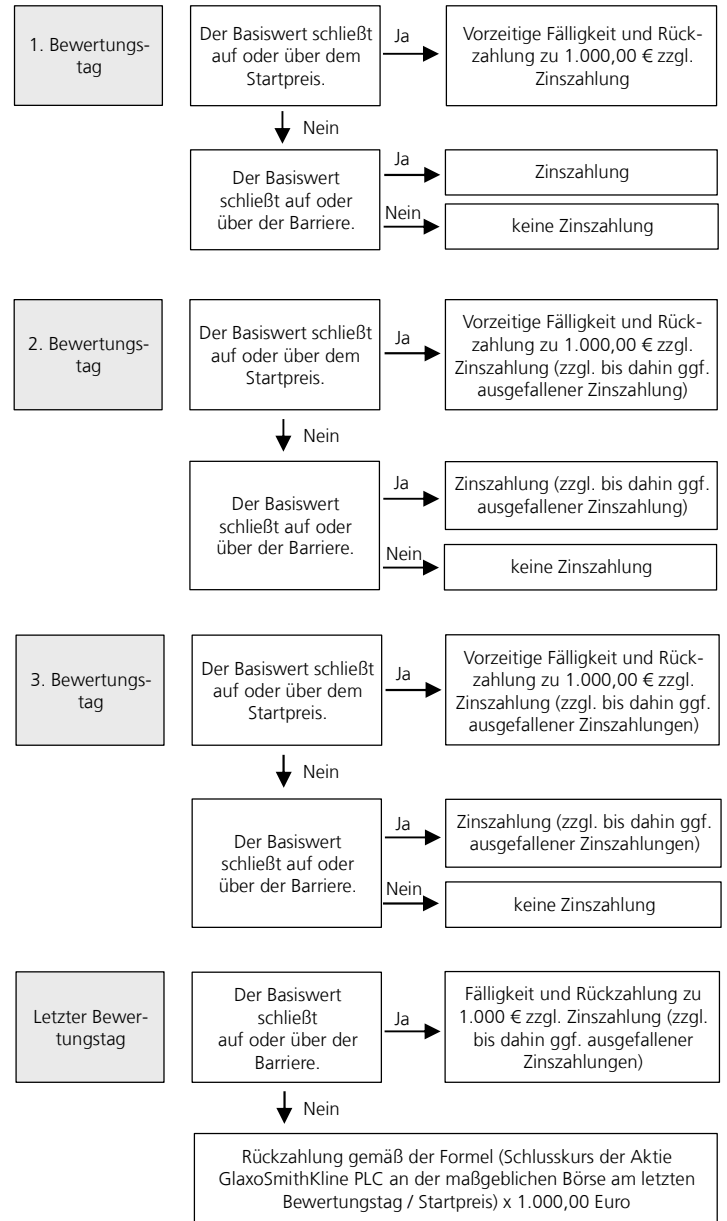 1. Bewertungs-
tag
Der Basiswert schließt
auf oder über dem
Startpreis.
Ja
Vorzeitige Fälligkeit und Rück-
zahlung zu 1.000,00 € zzgl.
Zinszahlung
Nein
Der Basiswert
schließt auf oder
über der Barriere.
Ja
Zinszahlung
Nein
keine Zinszahlung
2. Bewertungs-
tag
Der Basiswert schließt
auf oder über dem
Startpreis.
Ja
Vorzeitige Fälligkeit und Rück-
zahlung zu 1.000,00 € zzgl.
Zinszahlung (zzgl. bis dahin ggf.
ausgefallener Zinszahlung)
Nein
Der Basiswert
schließt auf oder
über der Barriere.
Ja
Zinszahlung (zzgl. bis dahin ggf.
ausgefallener Zinszahlung)
Nein
keine Zinszahlung
3. Bewertungs-
tag
Der Basiswert schließt
auf oder über dem
Startpreis.
Ja
Vorzeitige Fälligkeit und Rück-
zahlung zu 1.000,00 € zzgl.
Zinszahlung (zzgl. bis dahin ggf.
ausgefallener Zinszahlungen)
Nein
Der Basiswert
schließt auf oder
über der Barriere.
Ja
Zinszahlung (zzgl. bis dahin ggf.
ausgefallener Zinszahlungen)
Nein
keine Zinszahlung
Letzter Bewer-
tungstag
Der Basiswert
schließt
auf oder über der
Barriere.
Ja
Fälligkeit und Rückzahlung zu
1.000 € zzgl. Zinszahlung (zzgl.
bis dahin ggf. ausgefallener
Zinszahlungen)
Nein
Rückzahlung gemäß der Formel (Schlusskurs der Aktie
GlaxoSmithKline PLC an der maßgeblichen Börse am letzten
Bewertungstag / Startpreis) x 1.000,00 Euro